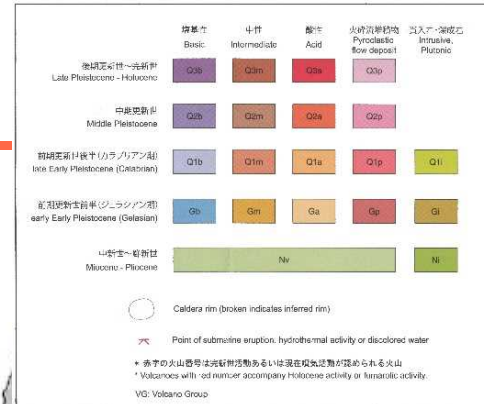 塩基性 中性 酸性 火砕流堆積物 貫入岩・深成岩
Basic Intermediate Acid Pyroclastic flow deposit Intrusive, Plutonic
後期更新世～完新世
Late Pleistocene - Holocene
Q3b Q3m Q3a Q3p
中期更新世
Middle Pleistocene
Q2b Q2m Q2a Q2p
前期更新世後半(カラブリアン期)
late Early Pleistocene (Calabrian)
Q1b Q1m Q1a Q1p Q1i
前期更新世前半(ジェラシアン期)
early Early Pleistocene (Gelasian)
Gb Gm Ga Gp Gi
中新世～鮮新世
Miocene - Pliocene
Nv Ni
Caldera rim (broken indicates inferred rim)
Point of submarine eruption, hydrothermal activity or discolored water
* 赤字の火山番号は完新世活動あるいは現在噴気活動が認められる火山
* Volcanoes with red number accompany Holocene activity or fumarolic activity.
VG: Volcano Group